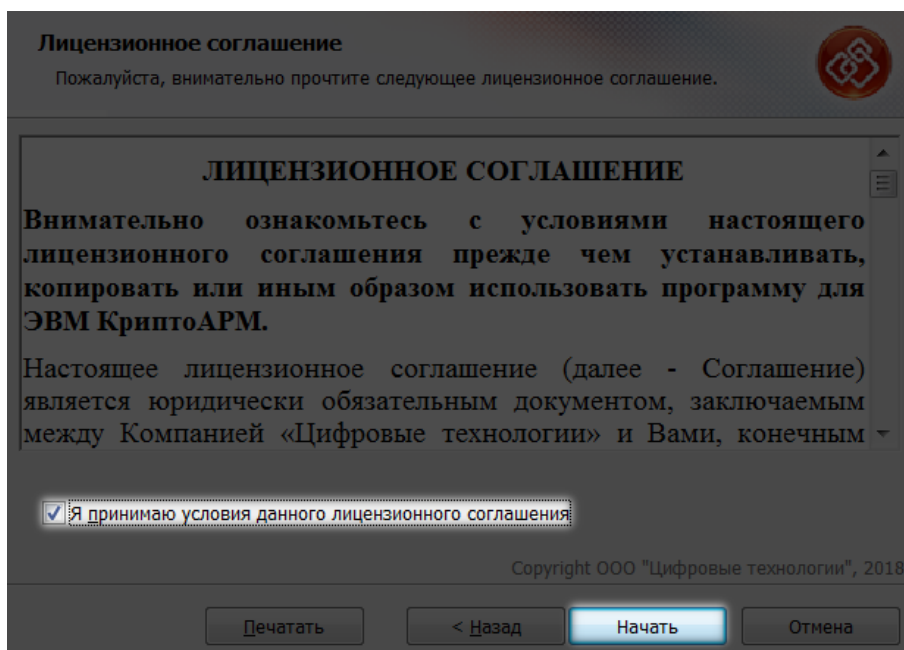 Лицензионное соглашение
Пожалуйста, внимательно прочтите следующее лицензионное соглашение.
ЛИЦЕНЗИОННОЕ СОГЛАШЕНИЕ
Внимательно ознакомьтесь с условиями настоящего
лицензионного соглашения прежде чем устанавливать,
копировать или иным образом использовать программу для
ЭВМ КриптоАРМ.
Настоящее лицензионное соглашение (далее - Соглашение)
является юридически обязательным документом, заключаемым
между Компанией «Цифровые технологии» и Вами, конечным
Я принимаю условия данного лицензионного соглашения
Copyright ООО "Цифровые технологии", 2018
Печатать < Назад Начать Отмена